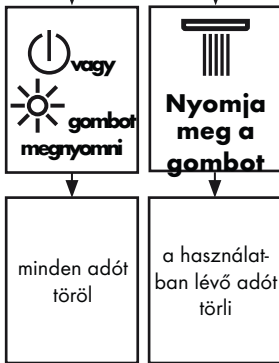 vagy
gombot
megnyomni
Nyomja
meg a
gombot
minden adót
töröl
a használat-
ban lévő adót
törli